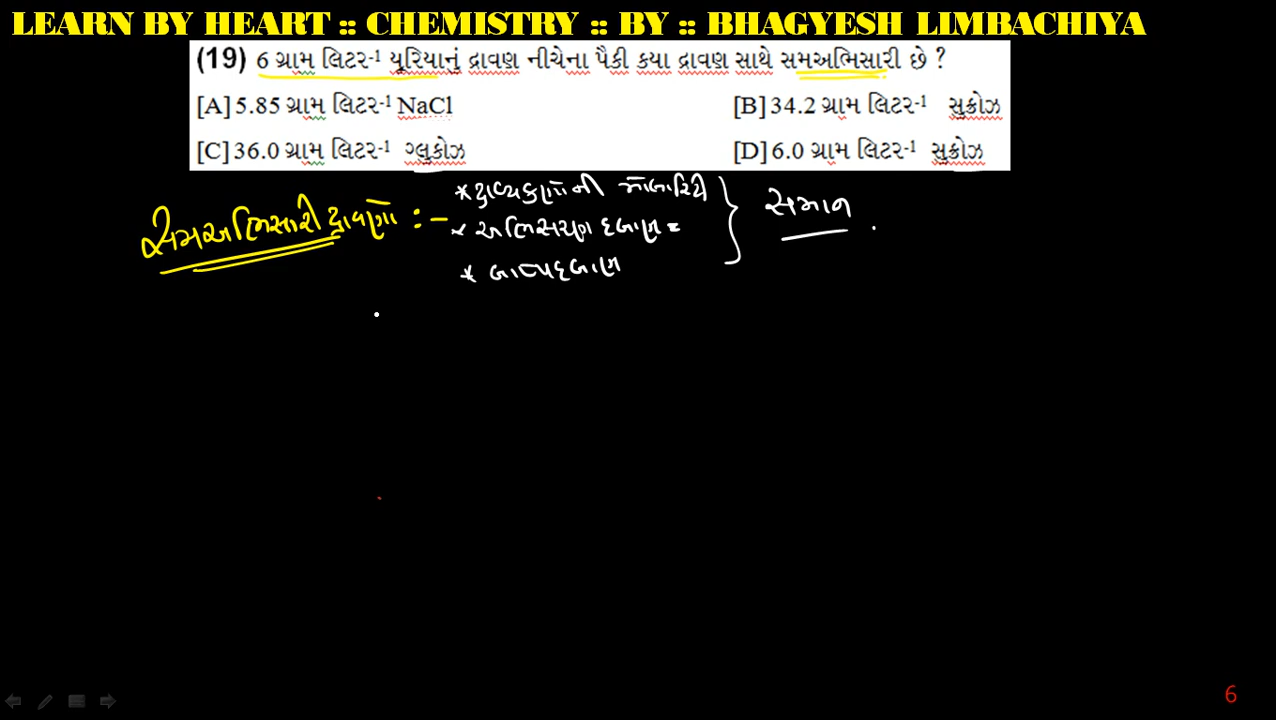 LEARN BY HEART :: CHEMISTRY :: BY :: BHAGYESH LIMBACHIYA
(19) 6 ગ્રામ લિટર-1 યૂરિયાનું દ્રાવણ નીચેના પૈકી કયા દ્રાવણ સાથે સમઅભિસારી છે ?
[A] 5.85 ગ્રામ લિટર-1 NaCl [B] 34.2 ગ્રામ લિટર-1 સુક્રોઝ
[C] 36.0 ગ્રામ લિટર-1 ગ્લુકોઝ [D] 6.0 ગ્રામ લિટર-1 સુક્રોઝ
સમઅભિસારી દ્રાવણો :- * દ્રાવ્યકણોની મોલારિટી
* અભિસરણ દબાણ =
* બાષ્પદબાણ
} સમાન .
6